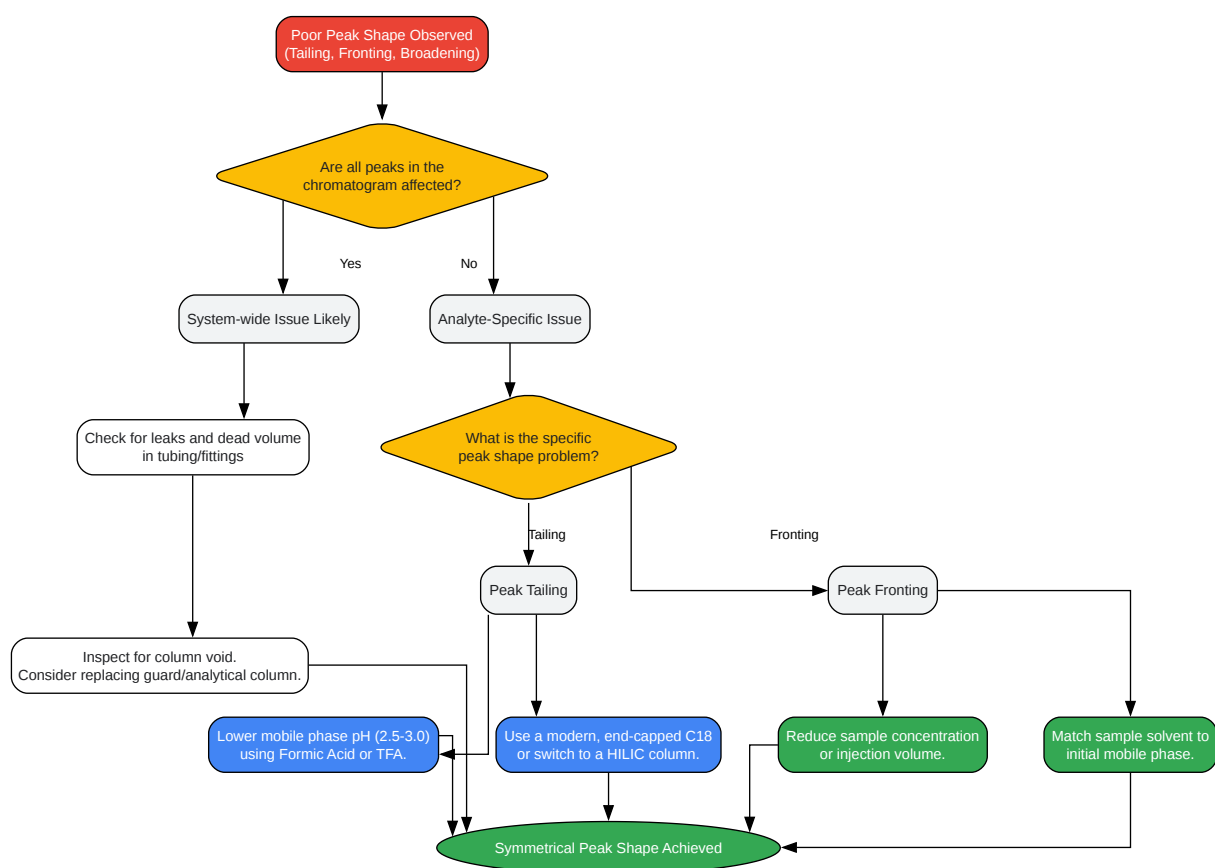 Poor Peak Shape Observed
(Tailing, Fronting, Broadening)
Are all peaks in the
chromatogram affected?
Yes
No
System-wide Issue Likely
Analyte-Specific Issue
Check for leaks and dead volume
in tubing/fittings
What is the specific
peak shape problem?
Tailing
Fronting
Peak Tailing
Peak Fronting
Inspect for column void.
Consider replacing guard/analytical column.
Lower mobile phase pH (2.5-3.0)
using Formic Acid or TFA.
Use a modern, end-capped C18
or switch to a HILIC column.
Reduce sample concentration
or injection volume.
Match sample solvent to
initial mobile phase.
Symmetrical Peak Shape Achieved